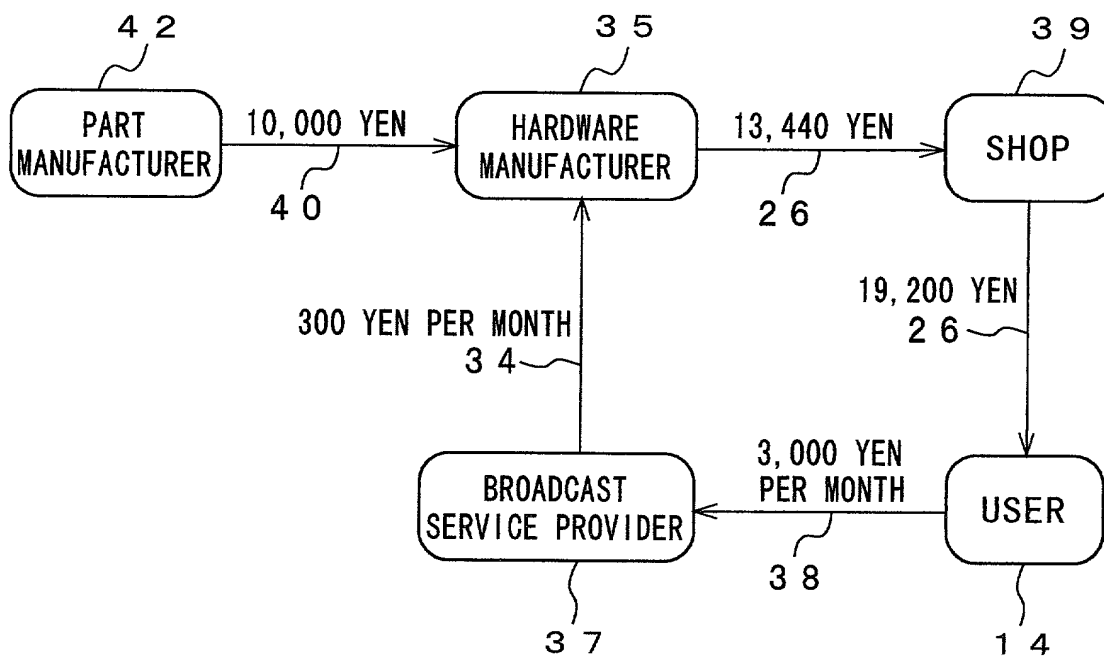 ４２
３５
３９
PART
MANUFACTURER
10,000 YEN
４０
HARDWARE
MANUFACTURER
13,440 YEN
２６
SHOP
300 YEN PER MONTH
３４
19,200 YEN
２６
BROADCAST
SERVICE PROVIDER
３７
3,000 YEN
PER MONTH
３８
USER
１４